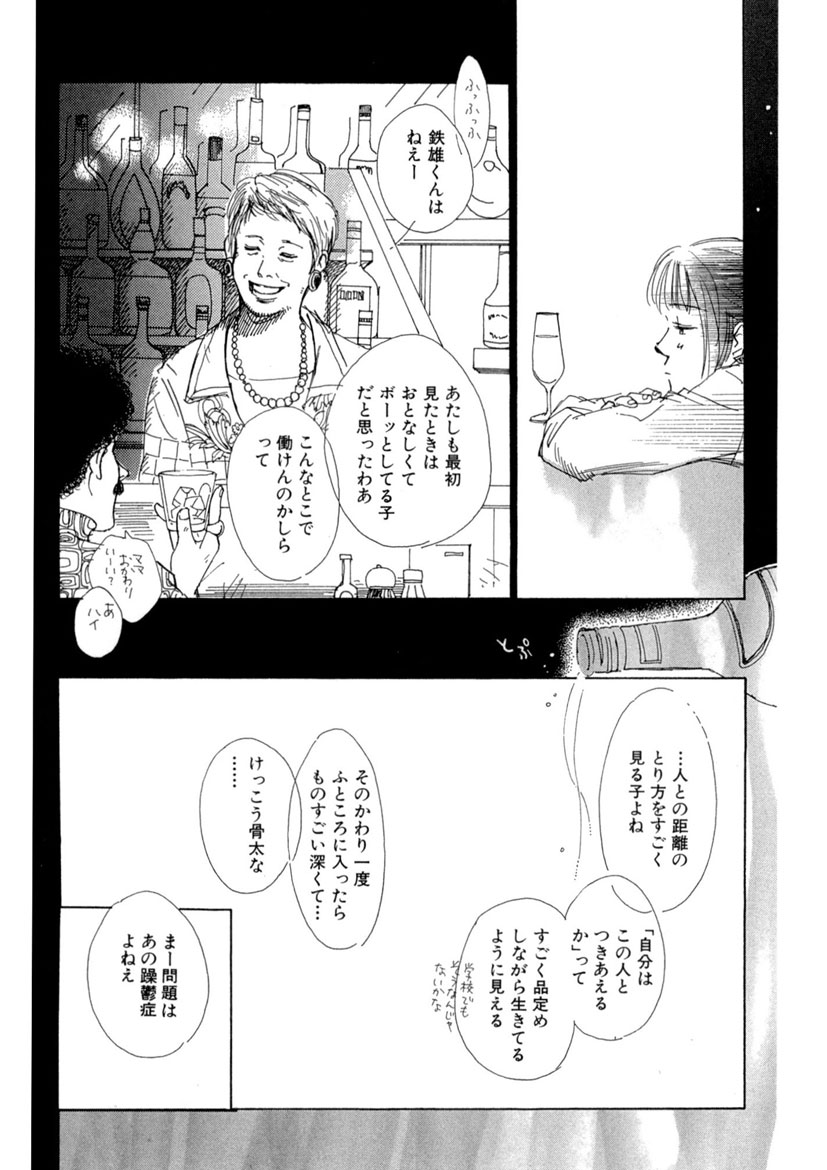 ふっふっふ
鉄雄くんは
ねえー
あたしも最初
見たときは
おとなしくて
ボーッとしてる子
だと思ったわあ
こんなとこで
働けんのかしら
って
ママ
おかわり
いーい?
あ
ハイ
とぷ
…人との距離の
とり方をすごく
見る子よね
「自分は
この人と
つきあえる
か」って
すごく品定め
しながら生きてる
ように見える
学校でも
そうなんじゃ
ないかな
そのかわり一度
ふところに入ったら
ものすごい深くて…
けっこう骨太な
……
まー問題は
あの躁鬱症
よねえ